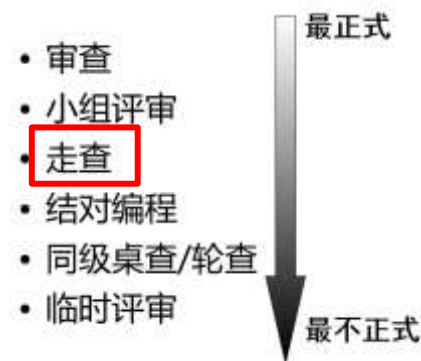 最正式
• 审查
• 小组评审
• 走查
• 结对编程
• 同级桌查/轮查
• 临时评审
最不正式